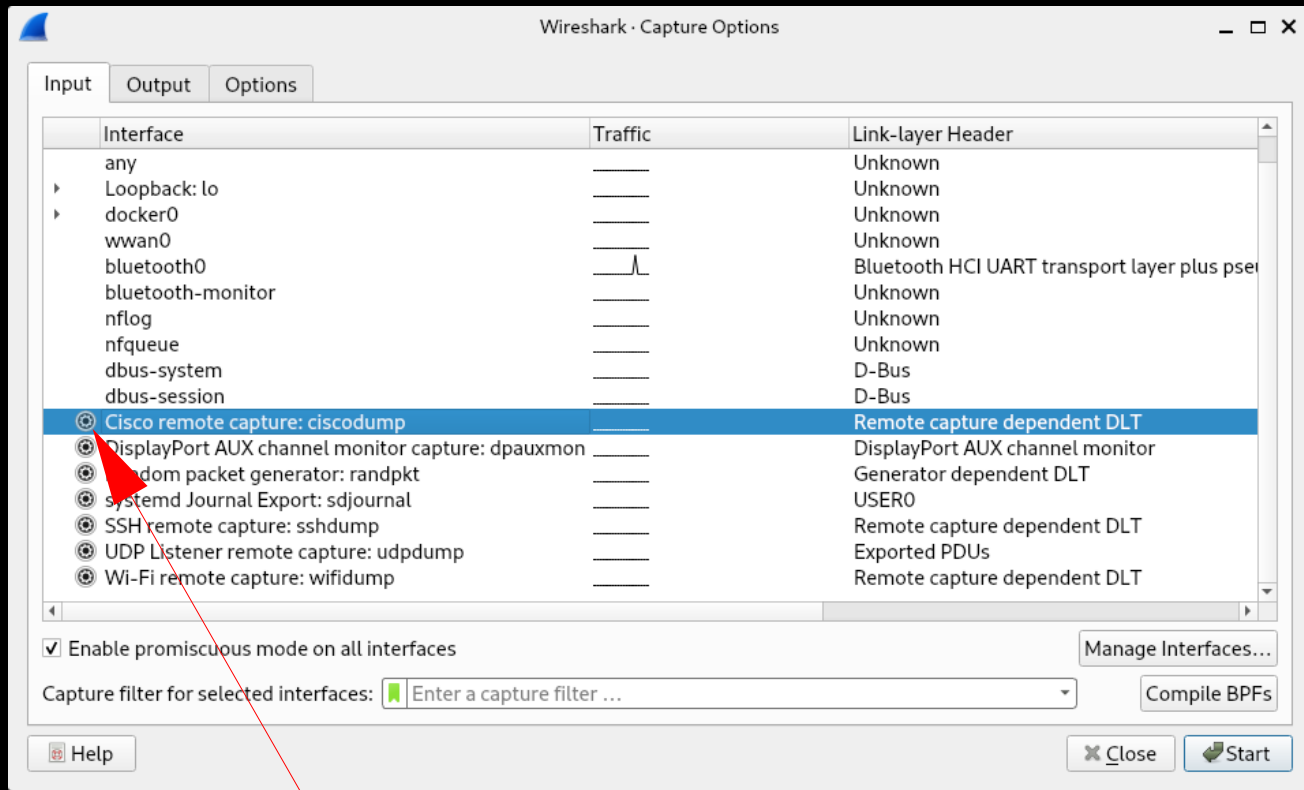 Wireshark · Capture Options
Input Output Options
Interface Traffic Link-layer Header
any Unknown
Loopback: lo Unknown
docker0 Unknown
wwan0 Unknown
bluetooth0 Bluetooth HCI UART transport layer plus pseu
bluetooth-monitor Unknown
nflog Unknown
nfqueue Unknown
dbus-system D-Bus
dbus-session D-Bus
Cisco remote capture: ciscodump Remote capture dependent DLT
DisplayPort AUX channel monitor capture: dpauxmon DisplayPort AUX channel monitor
random packet generator: randpkt Generator dependent DLT
systemd Journal Export: sdjournal USER0
SSH remote capture: sshdump Remote capture dependent DLT
UDP Listener remote capture: udpdump Exported PDUs
Wi-Fi remote capture: wifidump Remote capture dependent DLT
Enable promiscuous mode on all interfaces Manage Interfaces...
Capture filter for selected interfaces: Enter a capture filter ... Compile BPFs
Help Close Start